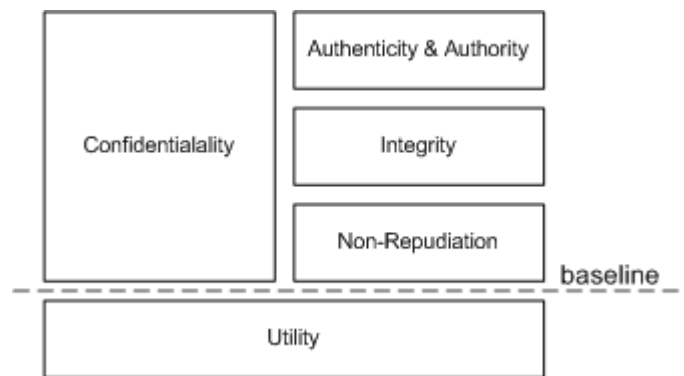 Authenticity & Authority
Confidentialality
Integrity
Non-Repudiation
baseline
Utility